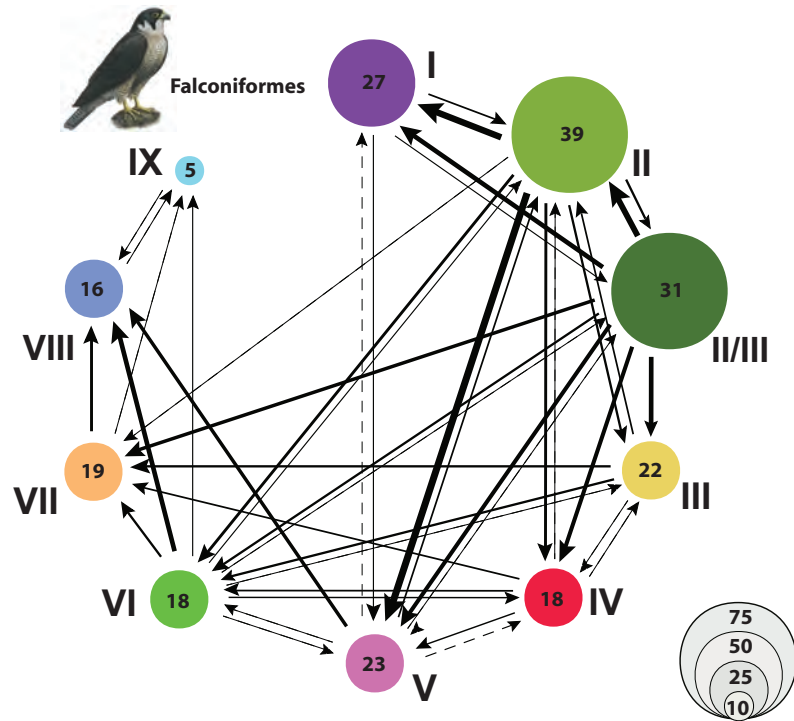 Falconiformes
I
27
39
II
31
II/III
22
III
18
IV
23
V
18
VI
19
VII
16
VIII
5
IX
75
50
25
10